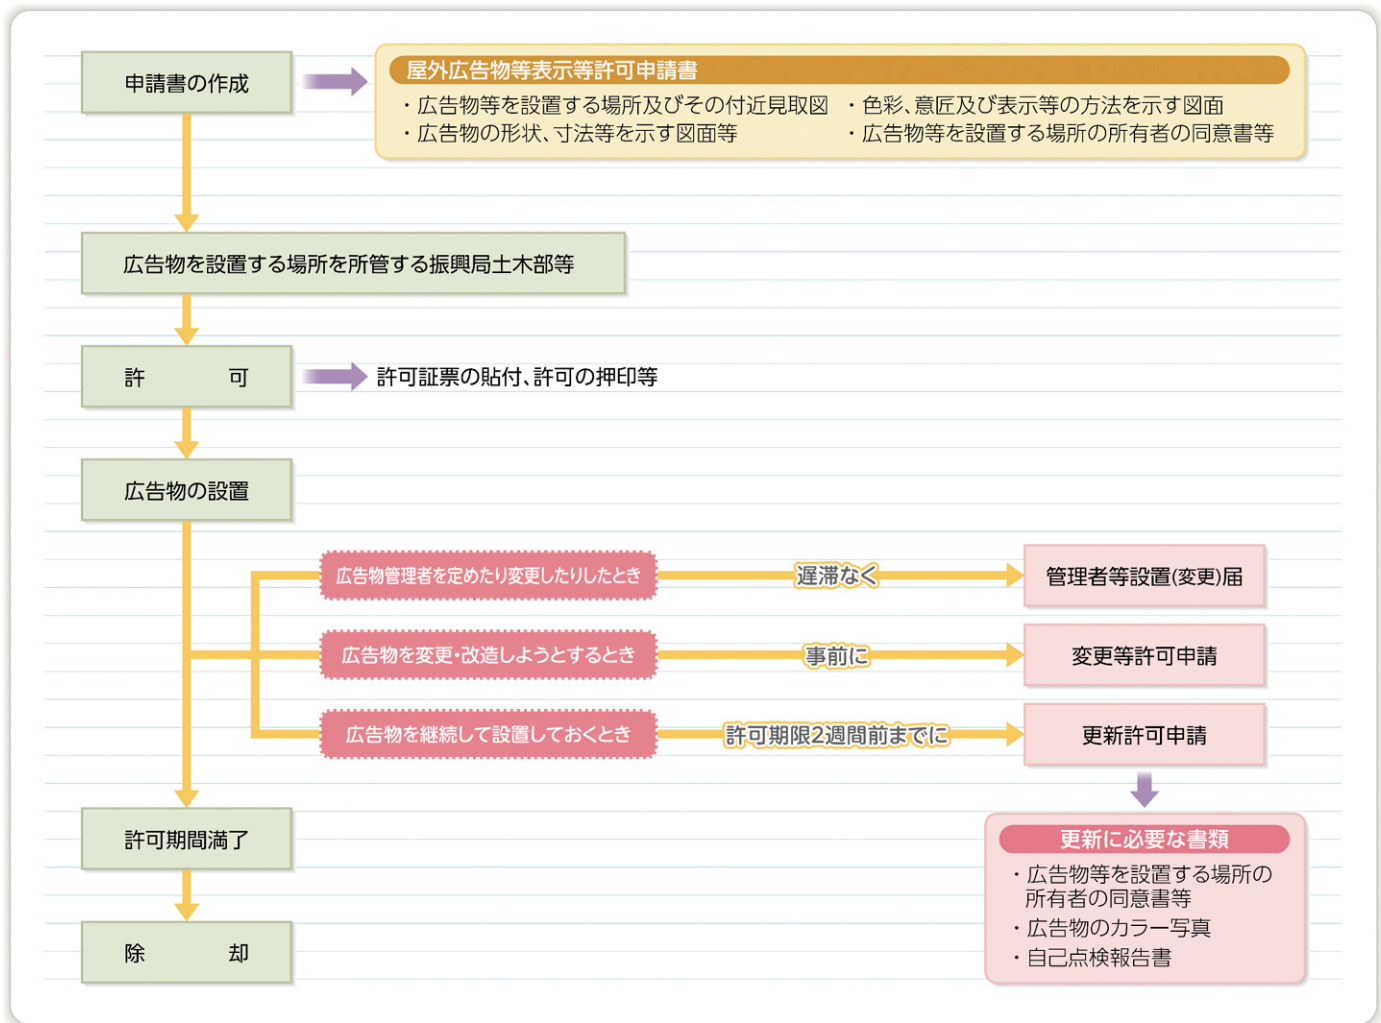 申請書の作成
屋外広告物等表示等許可申請書
・広告物等を設置する場所及びその付近見取図
・色彩、意匠及び表示等の方法を示す図面
・広告物の形状、寸法等を示す図面等
・広告物等を設置する場所の所有者の同意書等
広告物を設置する場所を所管する振興局土木部等
許　可
許可証票の貼付、許可の押印等
広告物の設置
広告物管理者を定めたり変更したりしたとき
遅滞なく
管理者等設置(変更)届
広告物を変更・改造しようとするとき
事前に
変更等許可申請
広告物を継続して設置しておくとき
許可期限2週間前までに
更新許可申請
許可期間満了
除　却
更新に必要な書類
・広告物等を設置する場所の
所有者の同意書等
・広告物のカラー写真
・自己点検報告書